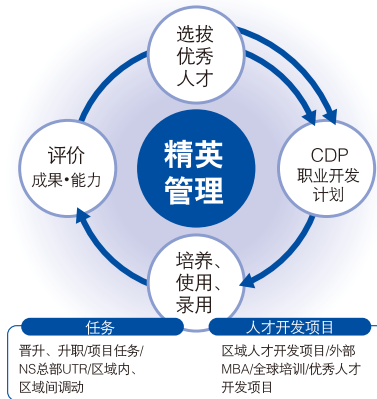 选拔
优秀
人才
评价
成果•能力
精英
管理
CDP
职业开发
计划
培养、
使用、
录用
任务
晋升、升职/项目任务/
NS总部UTR/区域内、
区域间调动
人才开发项目
区域人才开发项目/外部
MBA/全球培训/优秀人才
开发项目